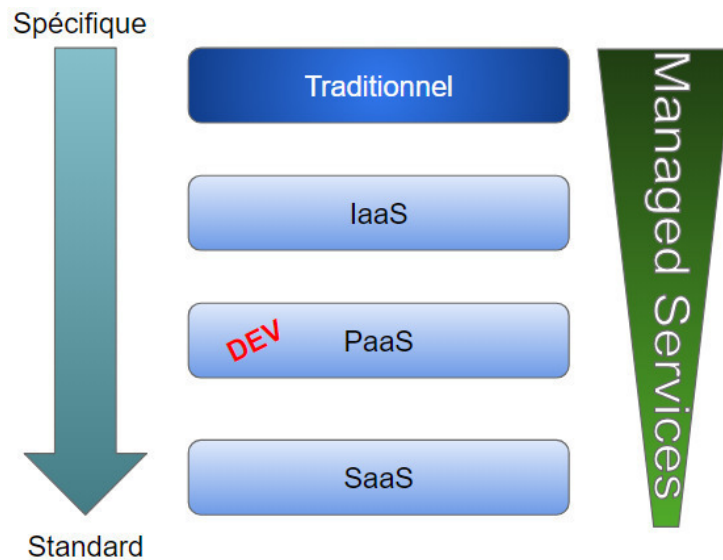 Spécifique
Traditionnel
IaaS
DEV
PaaS
SaaS
Standard
Managed Services